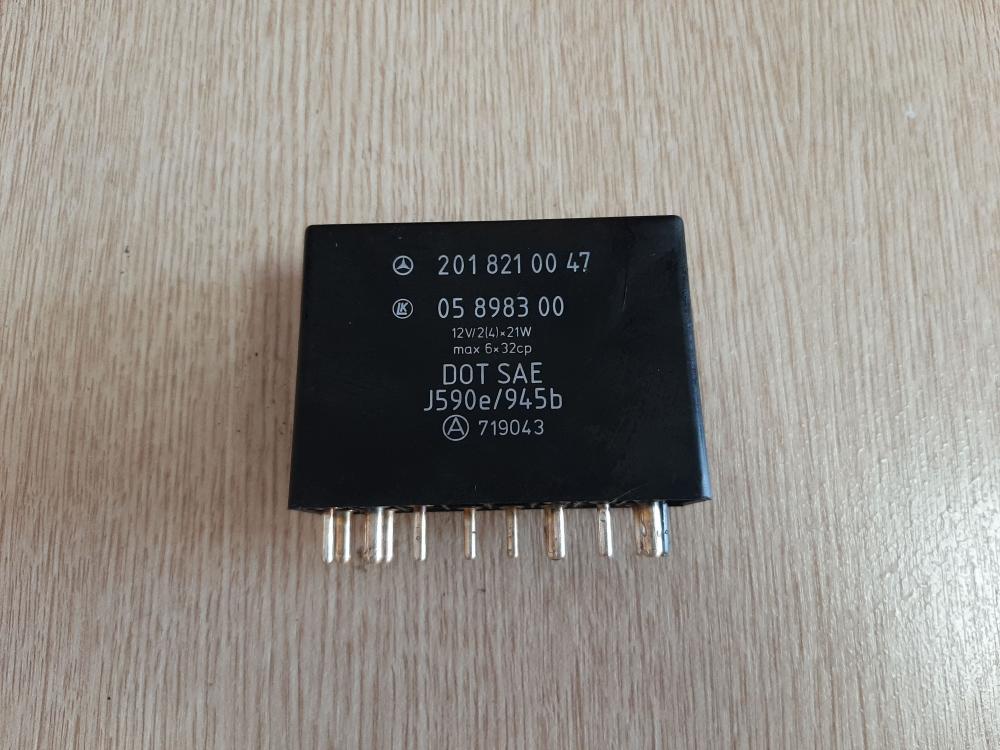 201 821 00 47
LK 05 8983 00
12V/2(4)×21W
max 6×32cp
DOT SAE
J590e/945b
A 719043